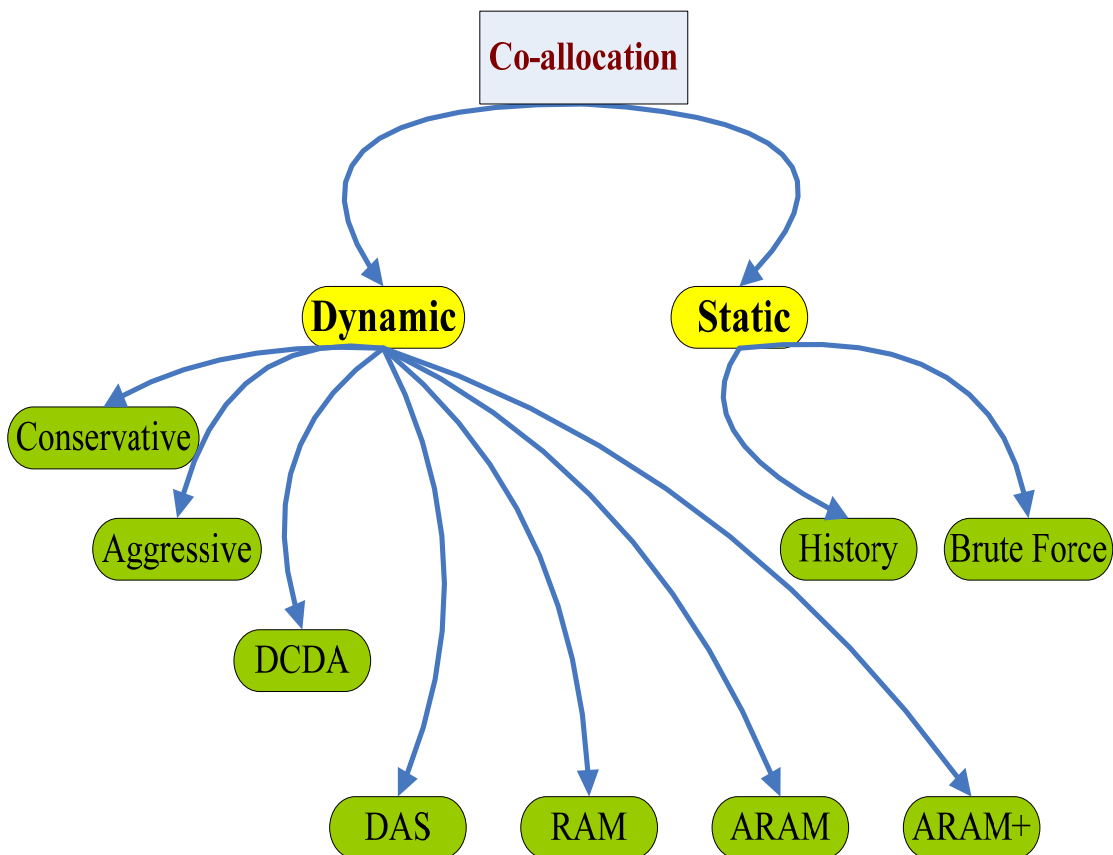 Co-allocation
Dynamic
Static
Conservative
Aggressive
History
Brute Force
DCDA
DAS
RAM
ARAM
ARAM+